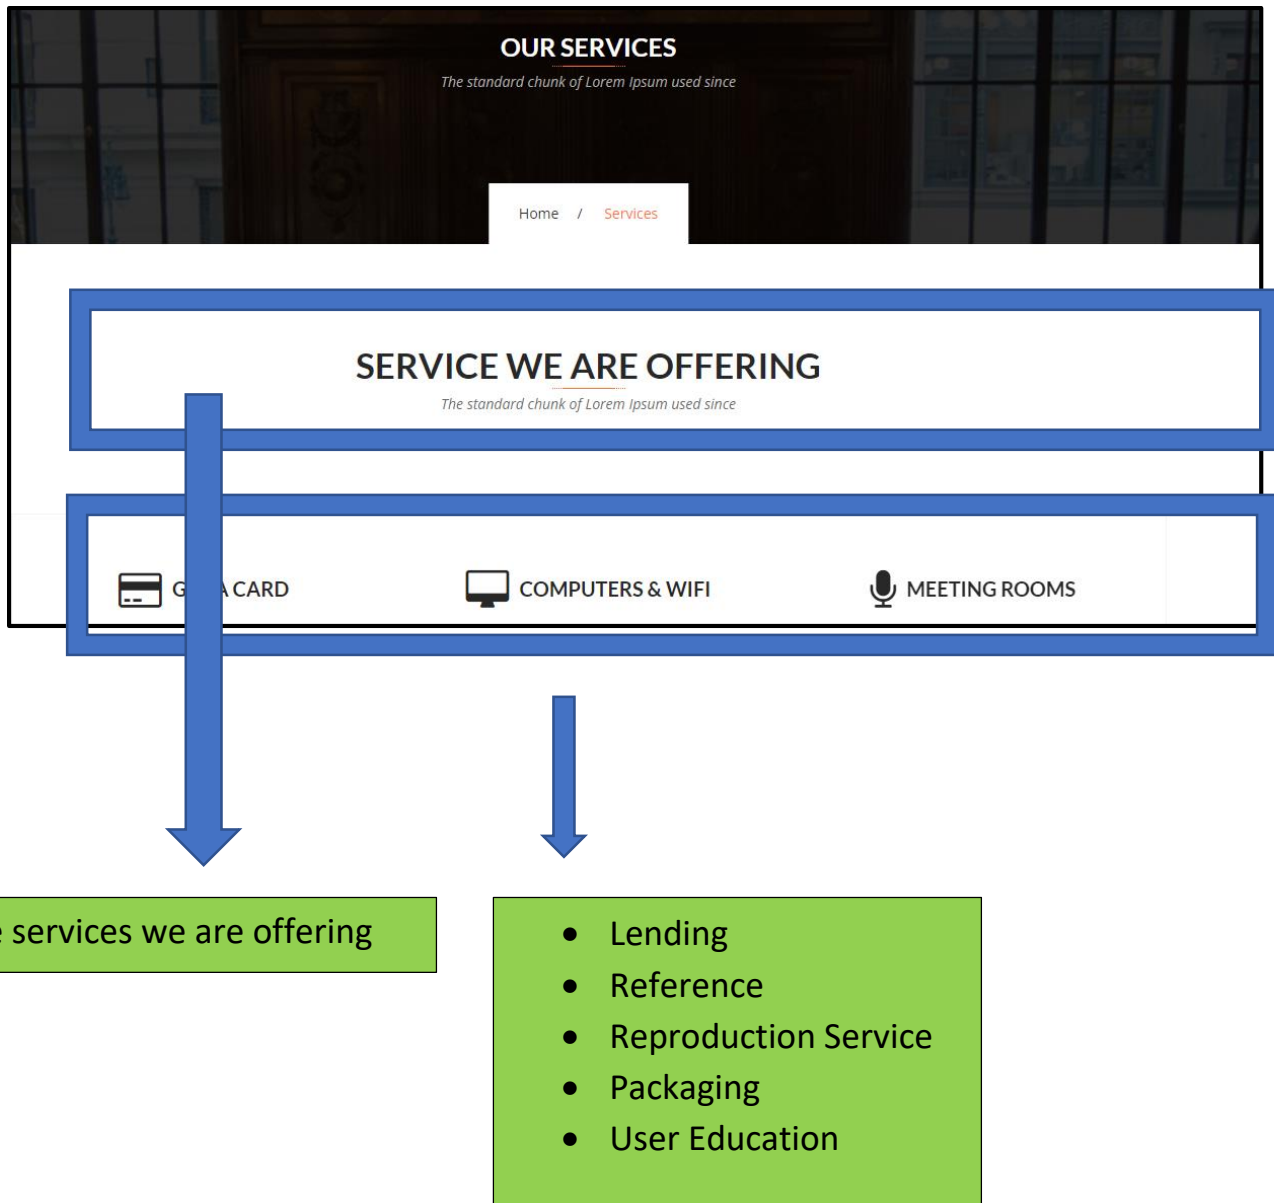 OUR SERVICES
The standard chunk of Lorem Ipsum used since
Home / Services
SERVICE WE ARE OFFERING
The standard chunk of Lorem Ipsum used since
A CARD
COMPUTERS & WIFI
MEETING ROOMS
services we are offering
• Lending
• Reference
• Reproduction Service
• Packaging
• User Education